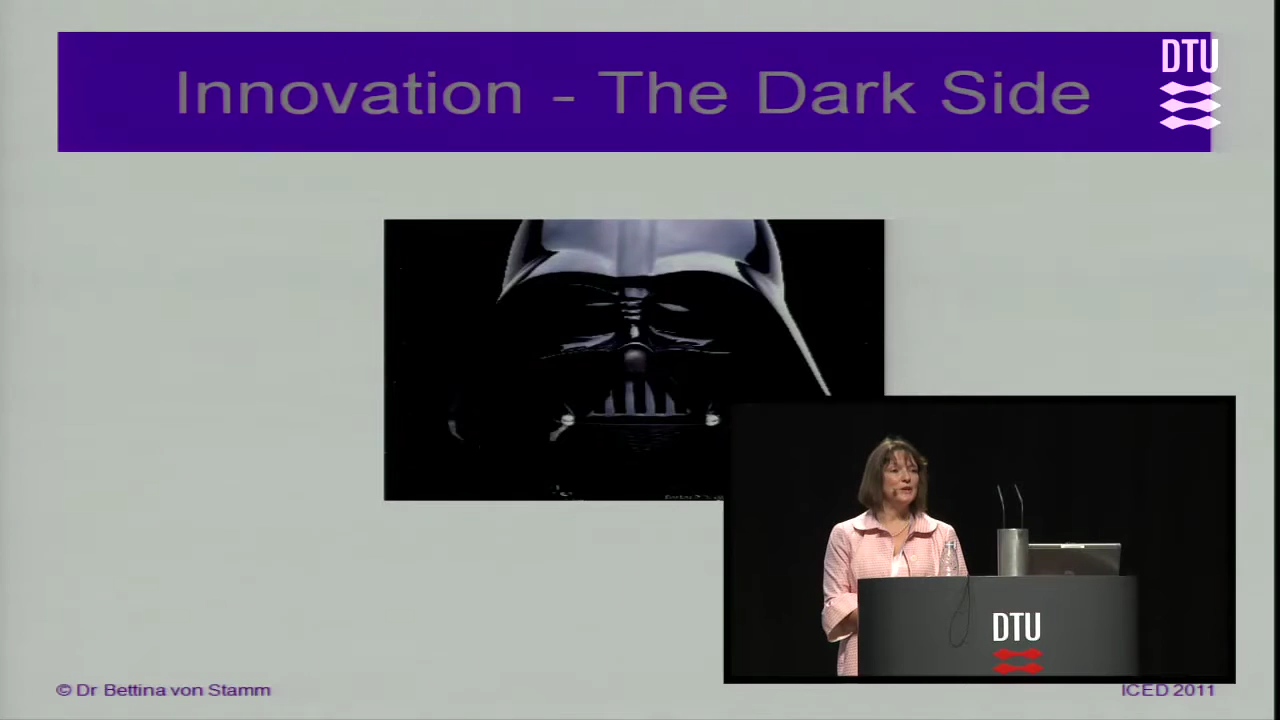 Innovation - The Dark Side
DTU
DTU
© Dr Bettina von Stamm
ICED 2011